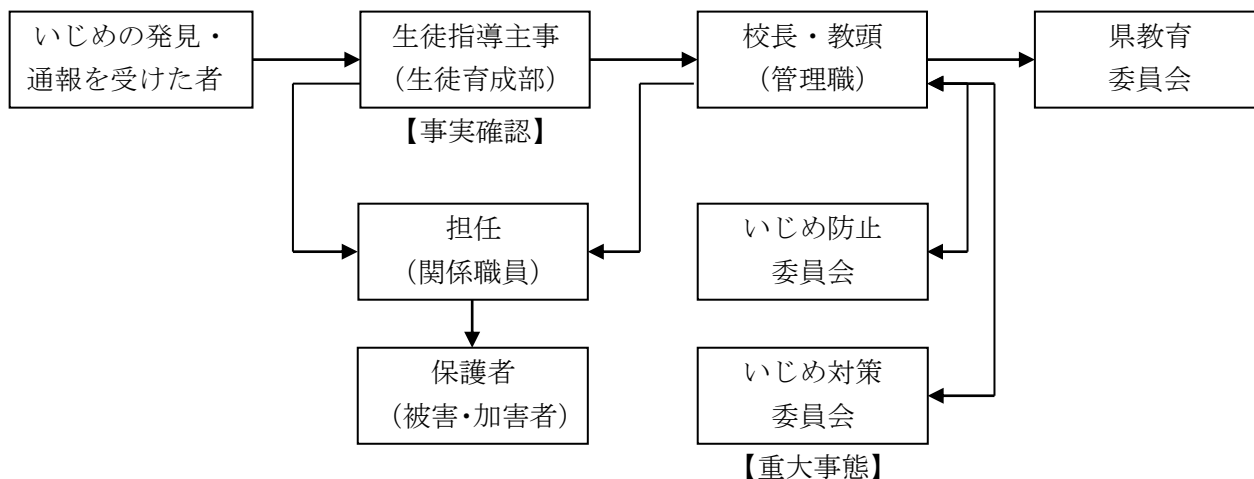 いじめの発見・
通報を受けた者
生徒指導主事
（生徒育成部）
【事実確認】
校長・教頭
（管理職）
県教育
委員会
担任
（関係職員）
いじめ防止
委員会
保護者
（被害・加害者）
いじめ対策
委員会
【重大事態】